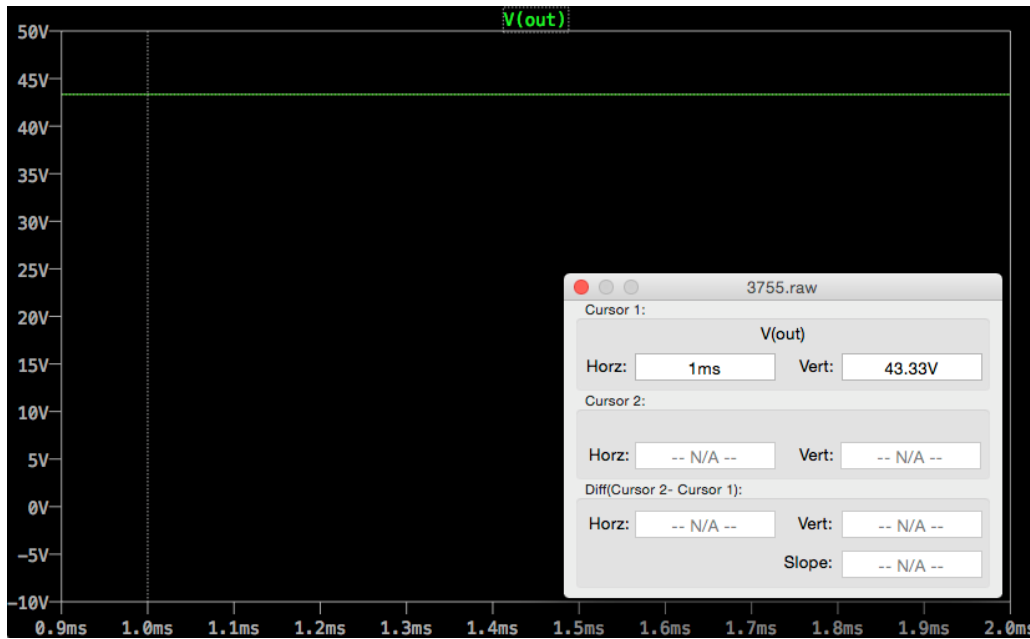 V(out)
50V
45V
40V
35V
30V
25V
20V
15V
10V
5V
0V
-5V
-10V
0.9ms 1.0ms 1.1ms 1.2ms 1.3ms 1.4ms 1.5ms 1.6ms 1.7ms 1.8ms 1.9ms 2.0ms
3755.raw
Cursor 1:
V(out)
Horz: 1ms Vert: 43.33V
Cursor 2:
Horz: -- N/A -- Vert: -- N/A --
Diff(Cursor 2- Cursor 1):
Horz: -- N/A -- Vert: -- N/A --
Slope: -- N/A --